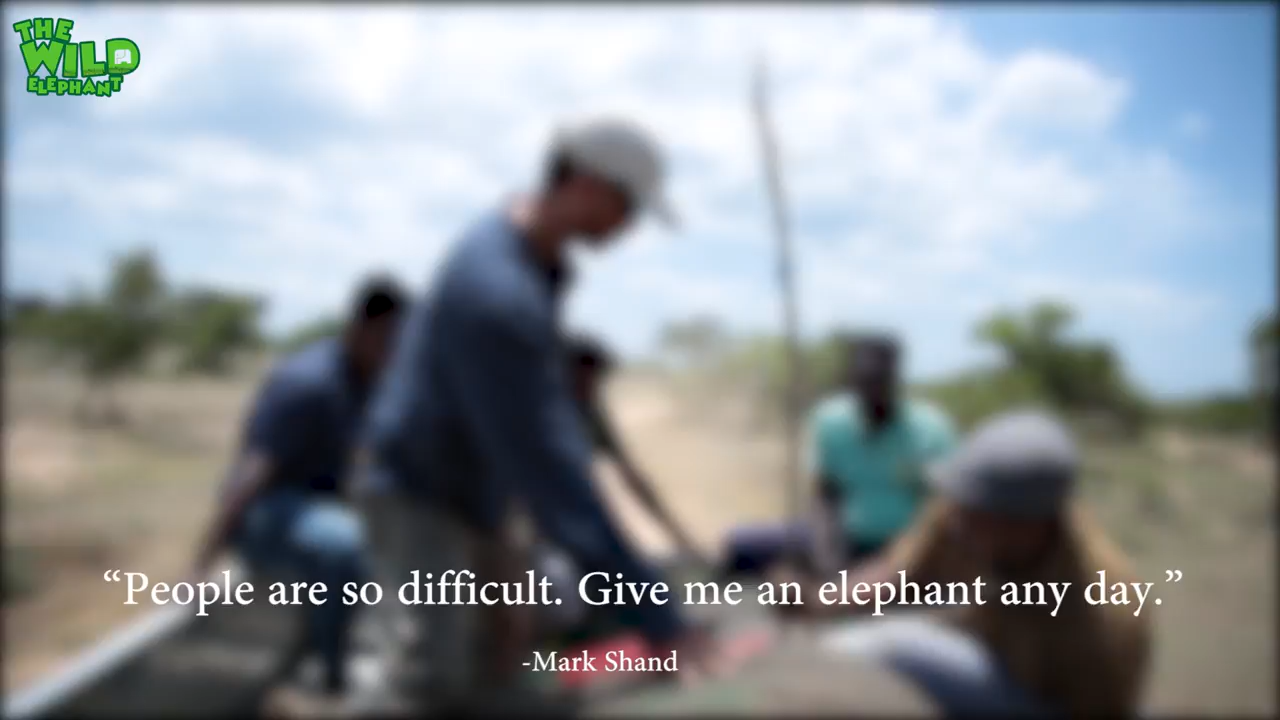 THE
WILD
ELEPHANT
“People are so difficult. Give me an elephant any day.”
-Mark Shand